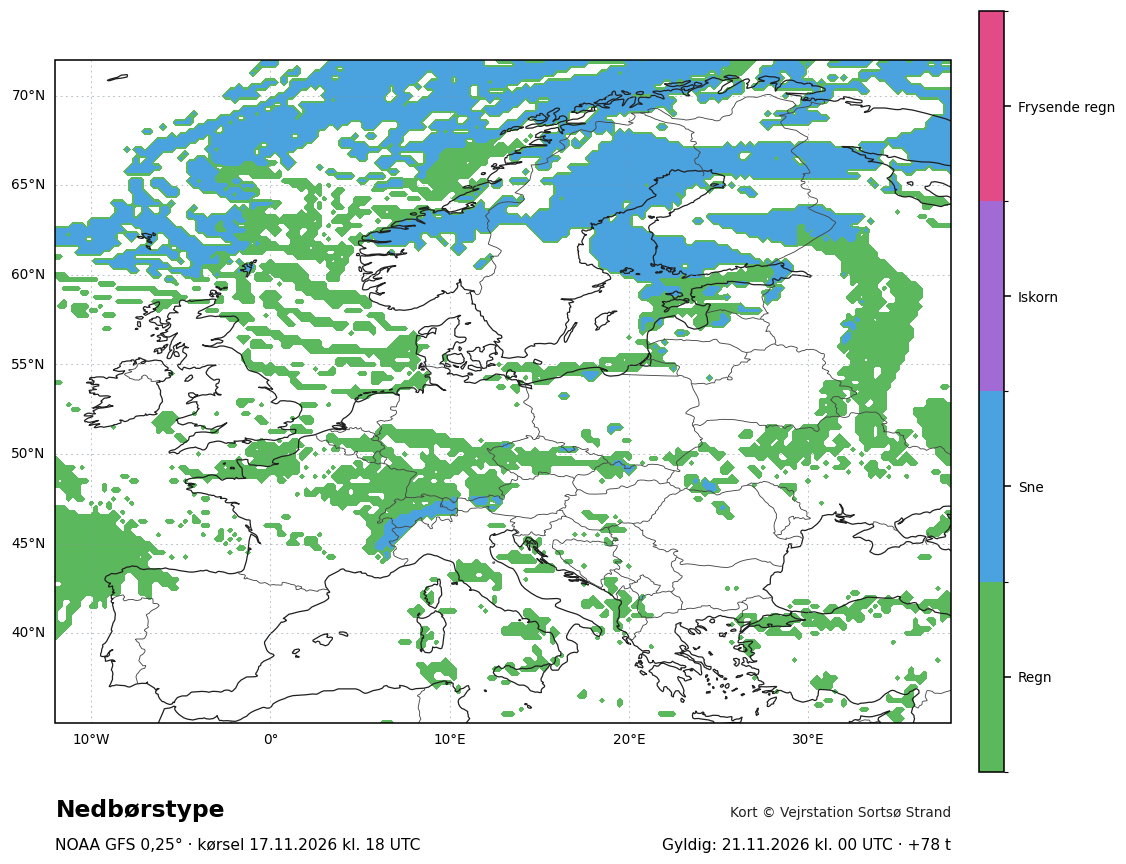 Frysende regn
70°N
65°N
Iskorn
60°N
55°N
Sne
50°N
45°N
Regn
40°N
10°W
0°
10°E
20°E
30°E
Nedbørstype
Kort © Vejrstation Sortsø Strand
NOAA GFS 0,25° · kørsel 17.11.2026 kl. 18 UTC
Gyldig: 21.11.2026 kl. 00 UTC · +78 t